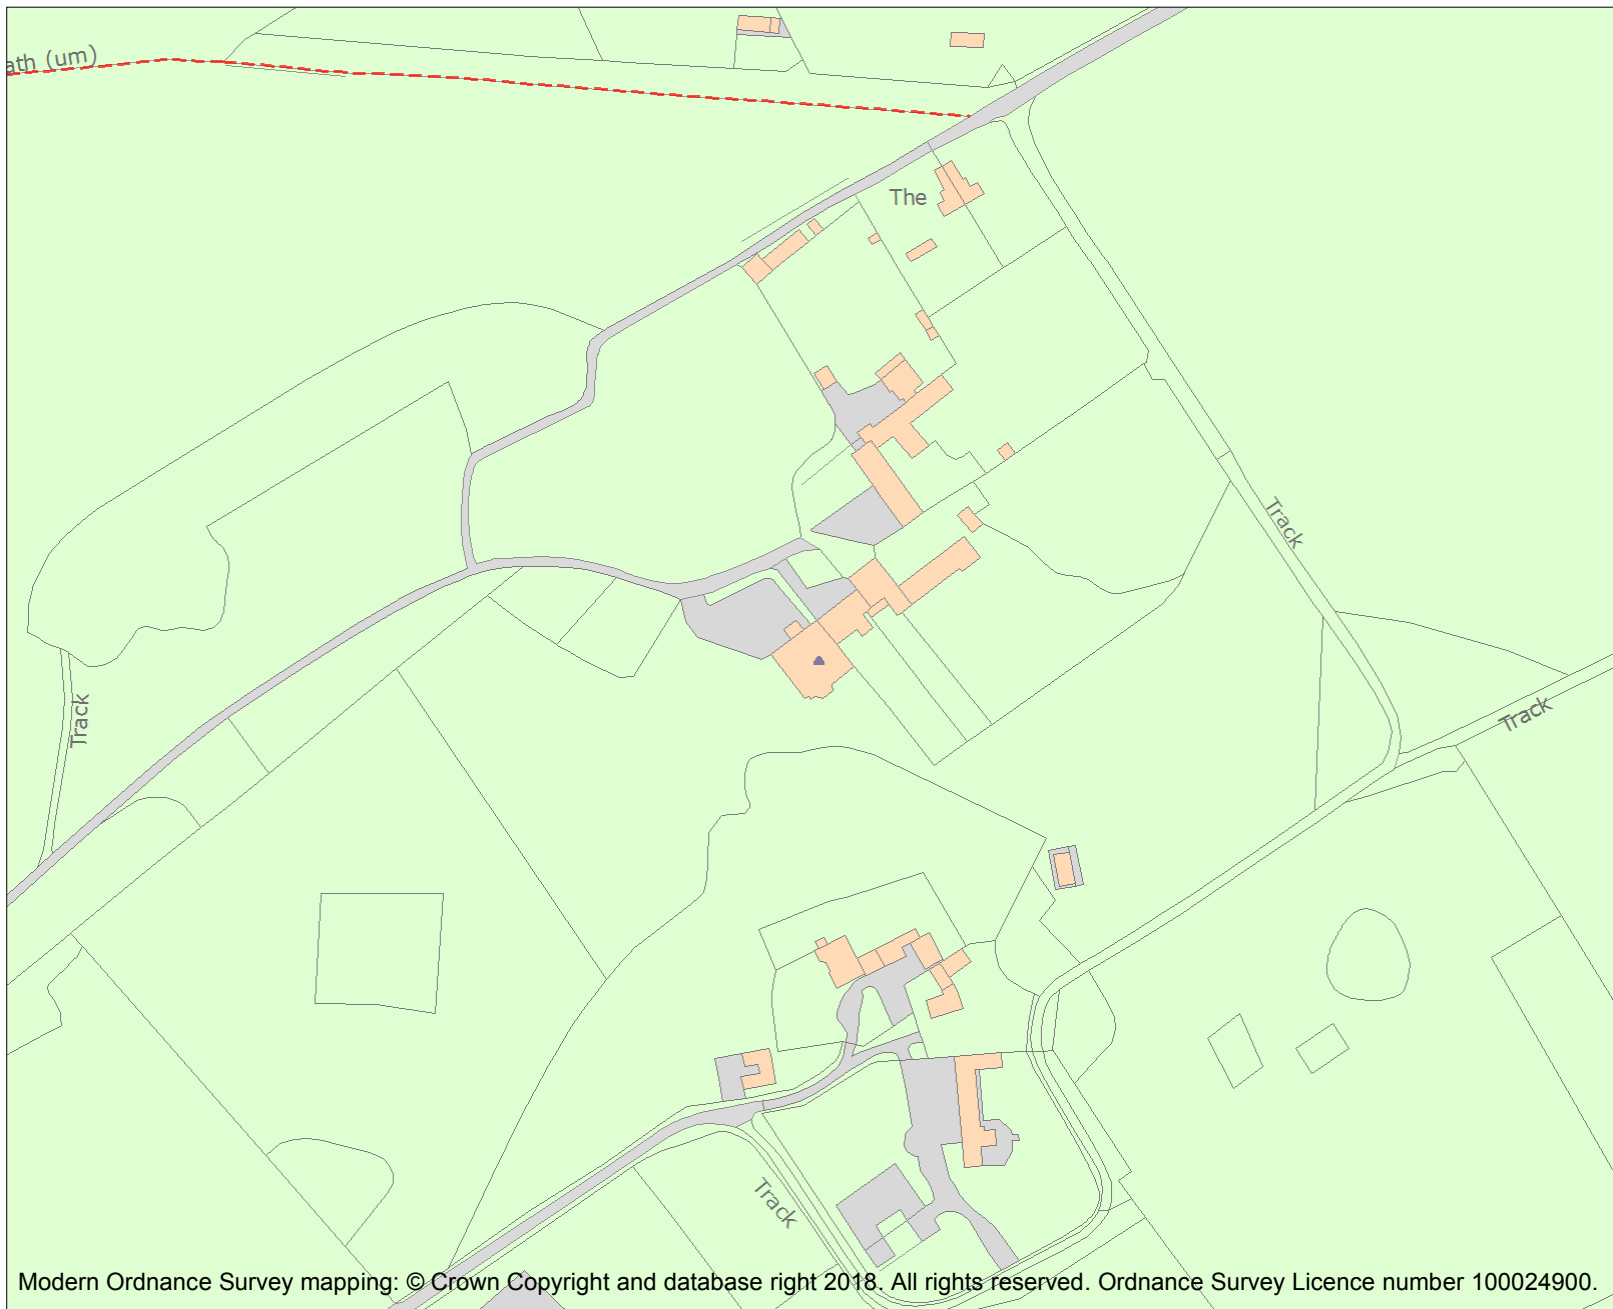 ath (um)
The
Track
Track
Track
Track
Modern Ordnance Survey mapping: © Crown Copyright and database right 2018. All rights reserved. Ordnance Survey Licence number 100024900.